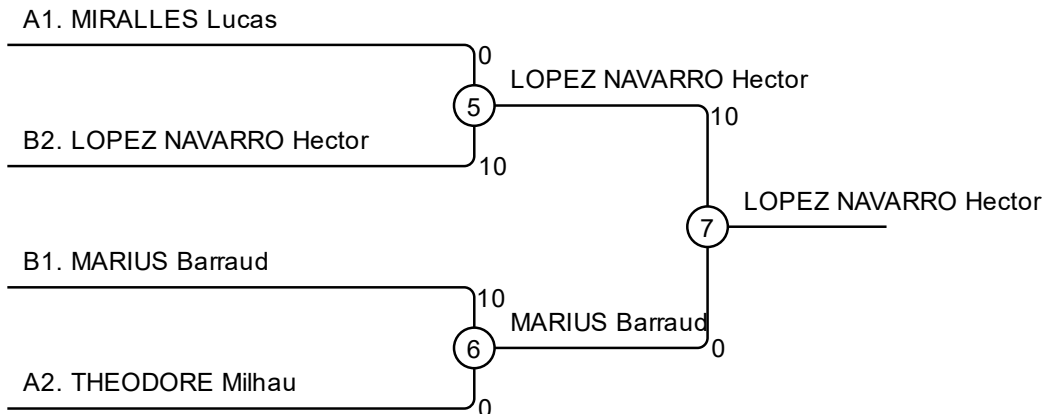 A1. MIRALLES Lucas
0
5
LOPEZ NAVARRO Hector
10
B2. LOPEZ NAVARRO Hector
10
7
LOPEZ NAVARRO Hector
B1. MARIUS Barraud
10
6
MARIUS Barraud
0
A2. THEODORE Milhau
0